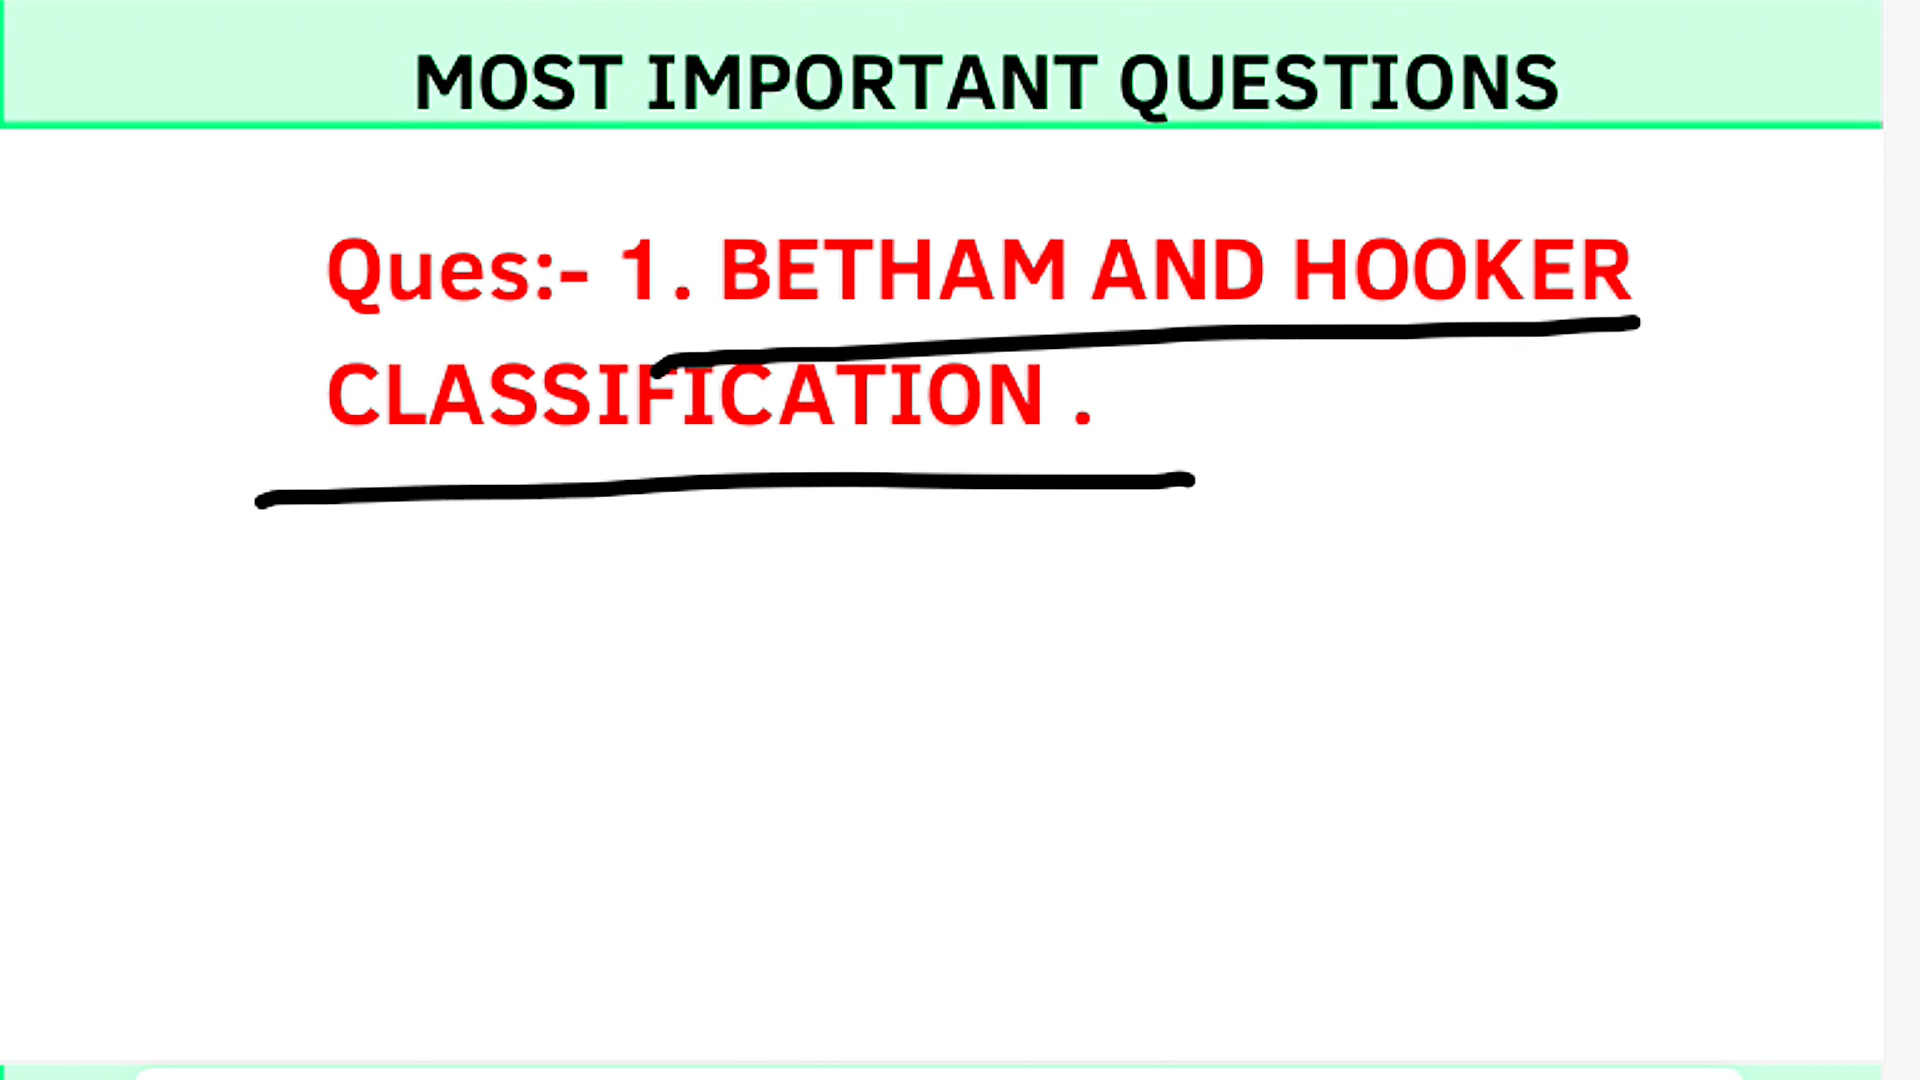 MOST IMPORTANT QUESTIONS
Ques:- 1. BETHAM AND HOOKER
CLASSIFICATION .